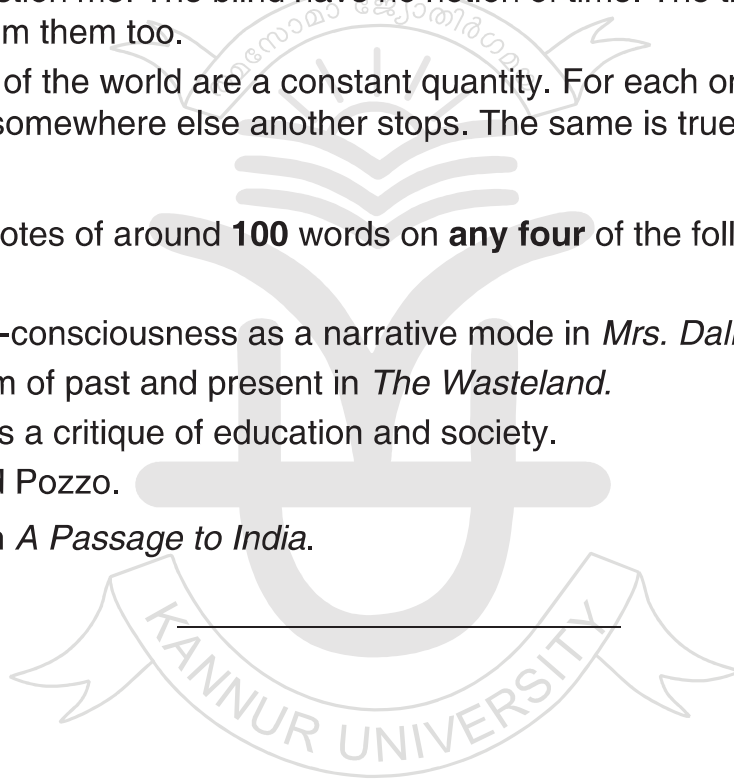 stion me. The blind have no notion of time. The t
m them too.
of the world are a constant quantity. For each or
somewhere else another stops. The same is true
otes of around 100 words on any four of the foll
-consciousness as a narrative mode in Mrs. Dall
m of past and present in The Wasteland.
s a critique of education and society.
d Pozzo.
n A Passage to India.
KANNUR UNIVERSITY